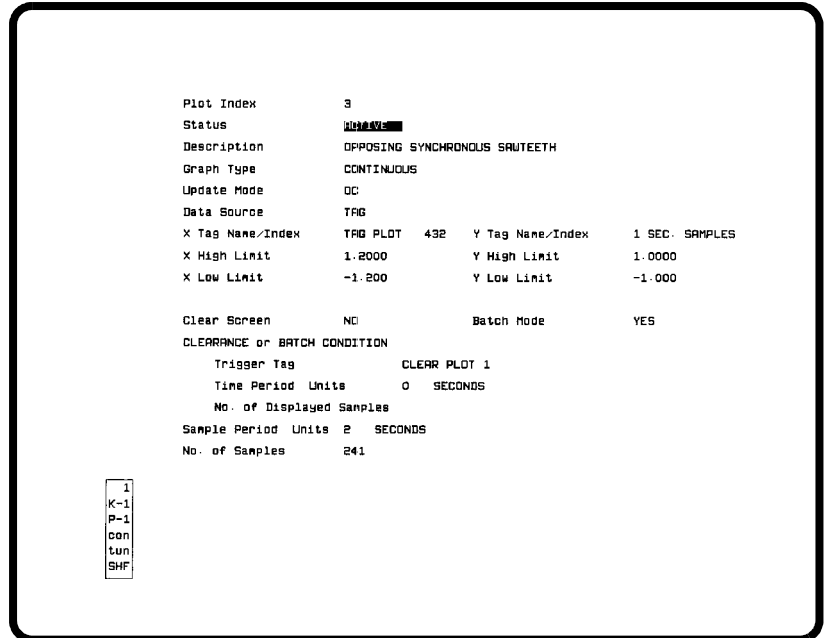 Plot Index 3
Status ACTIVE
Description OPPOSING SYNCHRONOUS SAWTEETH
Graph Type CONTINUOUS
Update Mode OC
Data Source TAG
X Tag Name/Index TAG PLOT 432 Y Tag Name/Index 1 SEC. SAMPLES
X High Limit 1.2000 Y High Limit 1.0000
X Low Limit -1.200 Y Low Limit -1.000
Clear Screen NO Batch Mode YES
CLEARANCE or BATCH CONDITION
Trigger Tag CLEAR PLOT 1
Time Period Units 0 SECONDS
No. of Displayed Samples
Sample Period Units 2 SECONDS
No. of Samples 241
1
K-1
P-1
con
tun
SHF